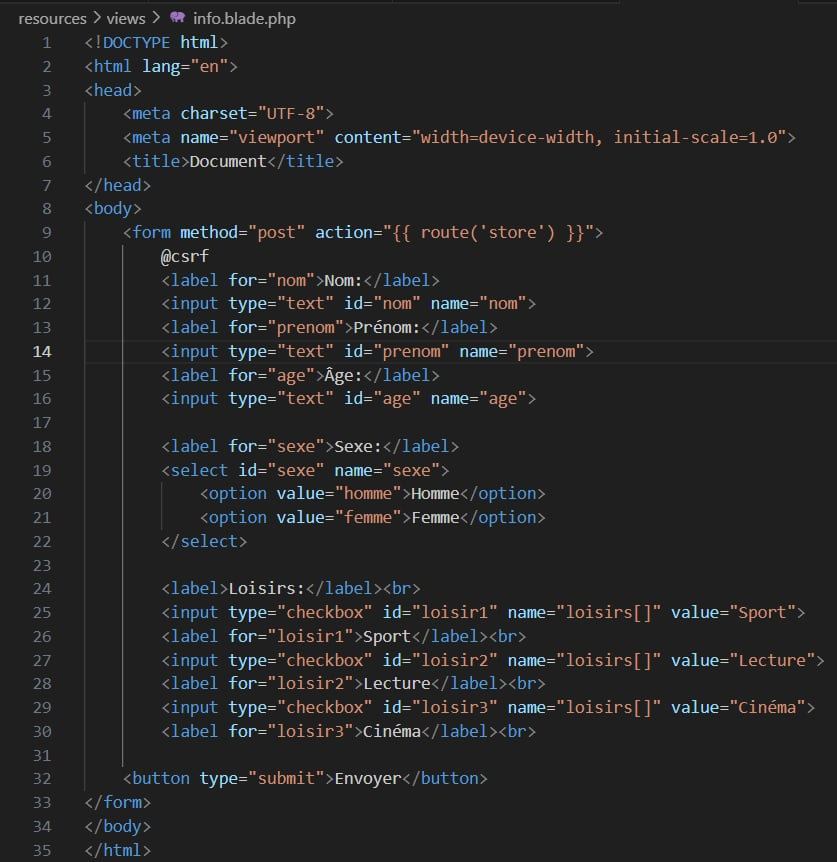 resources > views > info.blade.php
1 <!DOCTYPE html>
2 <html lang="en">
3 <head>
4     <meta charset="UTF-8">
5     <meta name="viewport" content="width=device-width, initial-scale=1.0">
6     <title>Document</title>
7 </head>
8 <body>
9     <form method="post" action="{{ route('store') }}">
10         @csrf
11         <label for="nom">Nom:</label>
12         <input type="text" id="nom" name="nom">
13         <label for="prenom">Prénom:</label>
14         <input type="text" id="prenom" name="prenom">
15         <label for="age">Âge:</label>
16         <input type="text" id="age" name="age">
17
18         <label for="sexe">Sexe:</label>
19         <select id="sexe" name="sexe">
20             <option value="homme">Homme</option>
21             <option value="femme">Femme</option>
22         </select>
23
24         <label>Loisirs:</label><br>
25         <input type="checkbox" id="loisir1" name="loisirs[]" value="Sport">
26         <label for="loisir1">Sport</label><br>
27         <input type="checkbox" id="loisir2" name="loisirs[]" value="Lecture">
28         <label for="loisir2">Lecture</label><br>
29         <input type="checkbox" id="loisir3" name="loisirs[]" value="Cinéma">
30         <label for="loisir3">Cinéma</label><br>
31
32     <button type="submit">Envoyer</button>
33 </form>
34 </body>
35 </html>